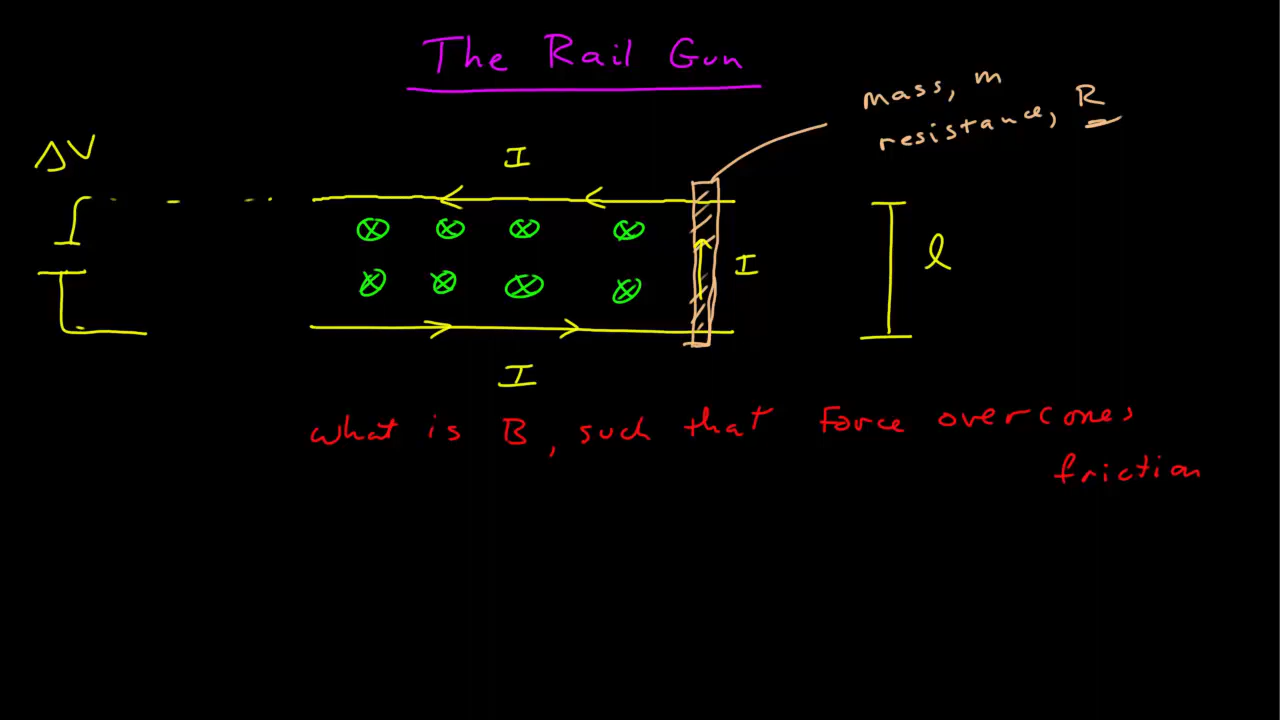 The Rail Gun
mass, m
resistance, R
ΔV
I
I
l
I
what is B, such that Force overcomes
friction